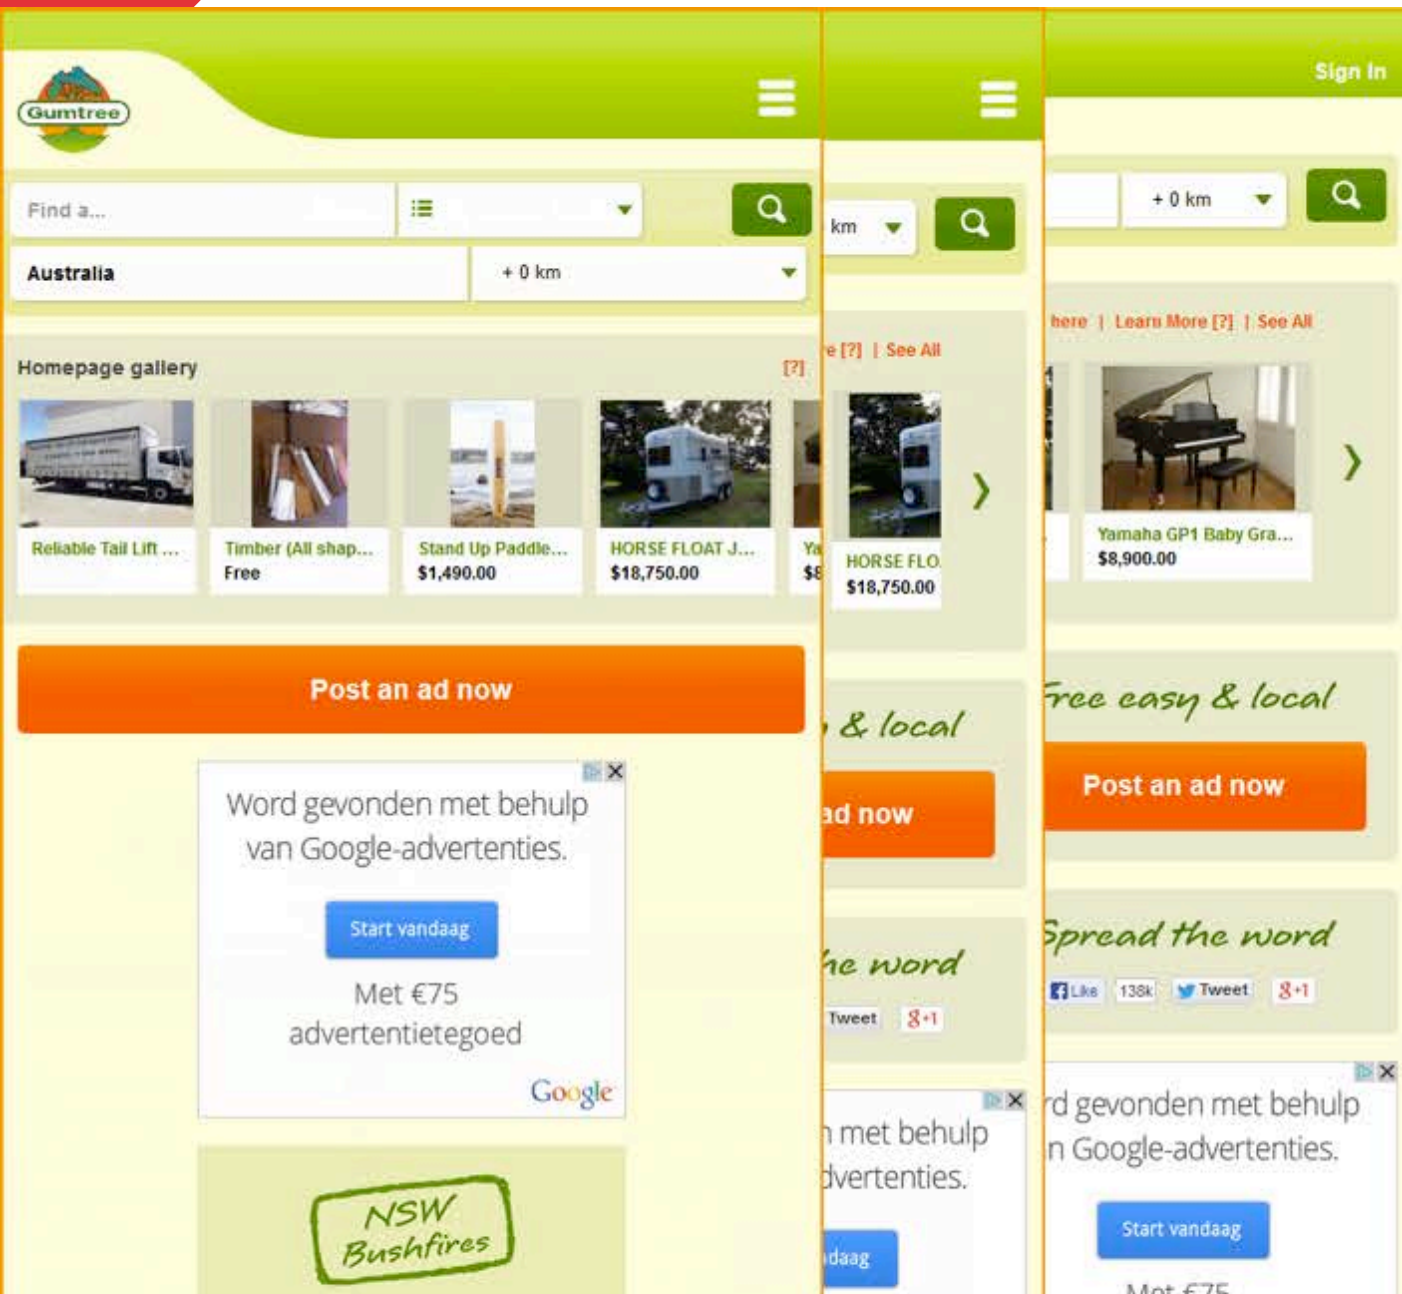 Gumtree
Find a...
Australia
+ 0 km
Homepage gallery
[?]
Reliable Tail Lift ...
Timber (All shap...
Free
Stand Up Paddle...
$1,490.00
HORSE FLOAT J...
$18,750.00
Ya
$8
Post an ad now
Word gevonden met behulp
van Google-advertenties.
Start vandaag
Met €75
advertentietegoed
Google
NSW
Bushfires
km
e [?] | See All
HORSE FLO
$18,750.00
& local
ad now
he word
Tweet
g+1
n met behulp
dvertenties.
daag
Sign In
+ 0 km
here | Learn More [?] | See All
Yamaha GP1 Baby Gra...
$8,900.00
Free easy & local
Post an ad now
Spread the word
Like 138k Tweet g+1
rd gevonden met behulp
n Google-advertenties.
Start vandaag
Met €75